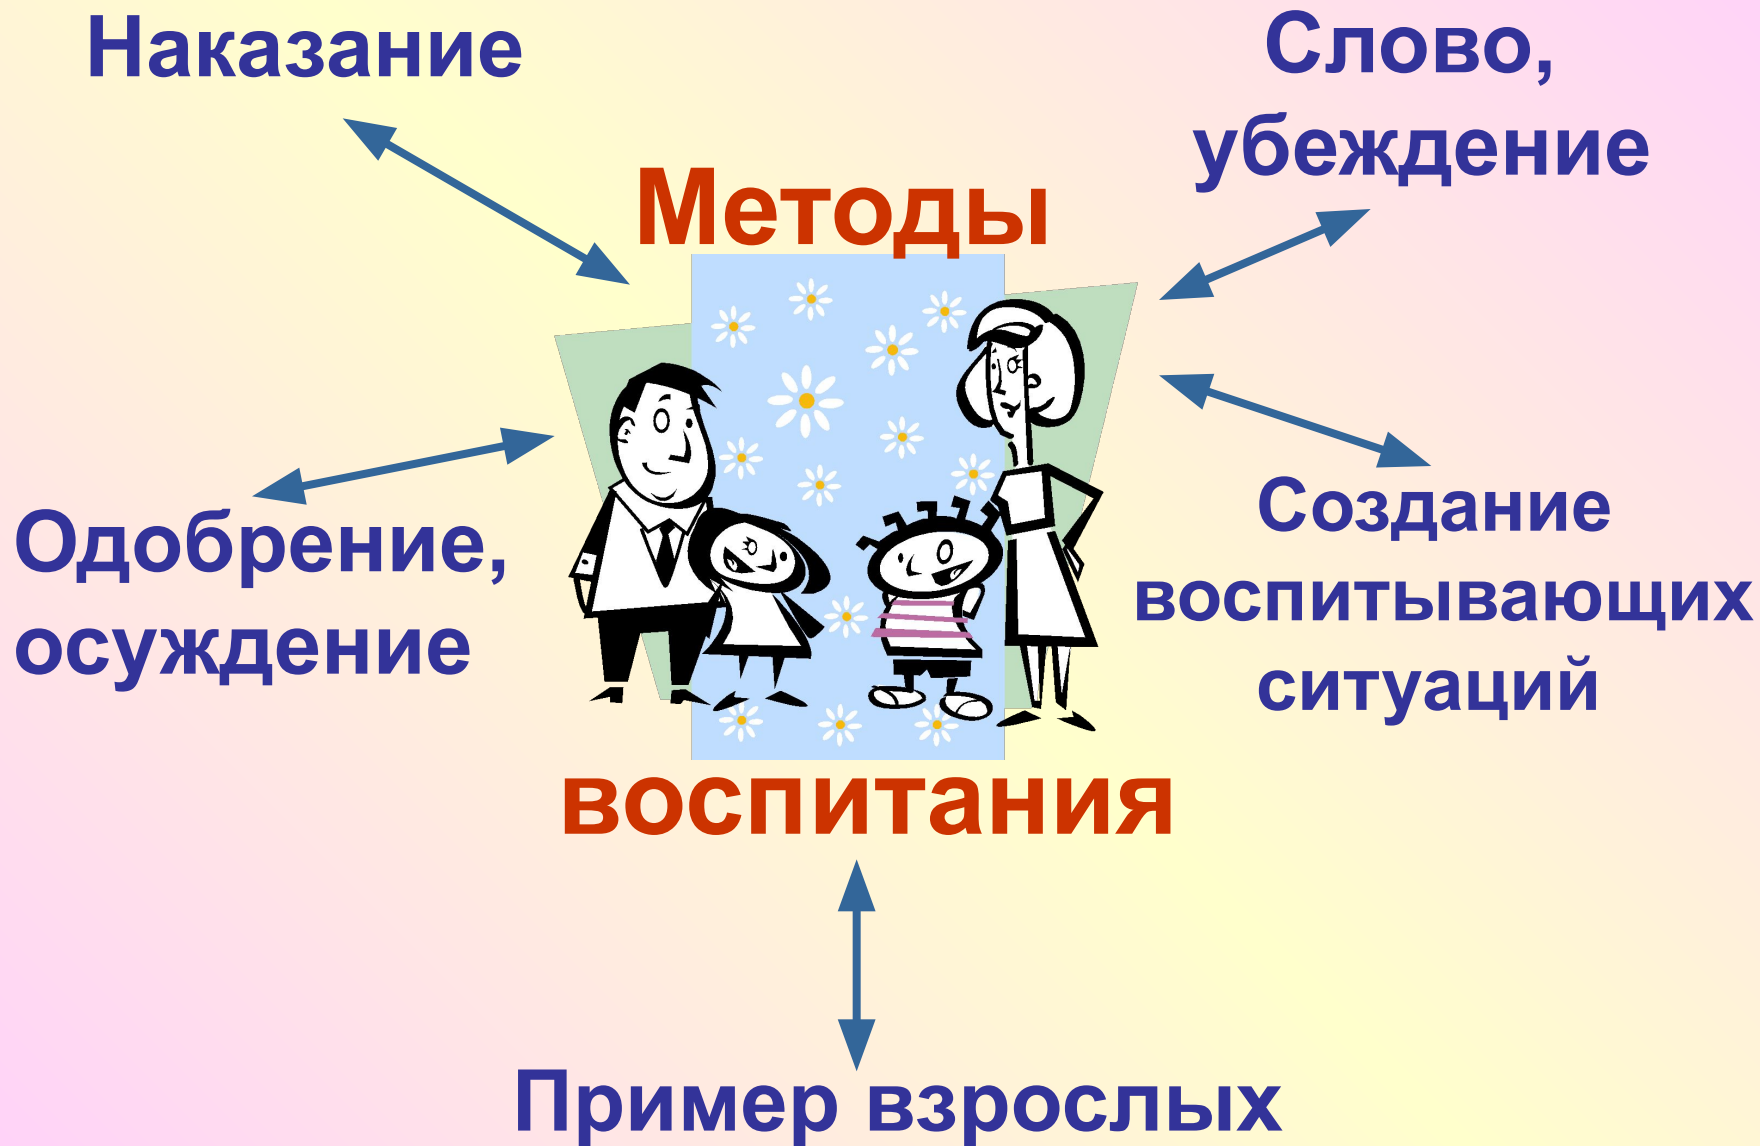 Наказание
Слово,
убеждение
Методы
Одобрение,
осуждение
Создание
воспитывающих
ситуаций
воспитания
Пример взрослых